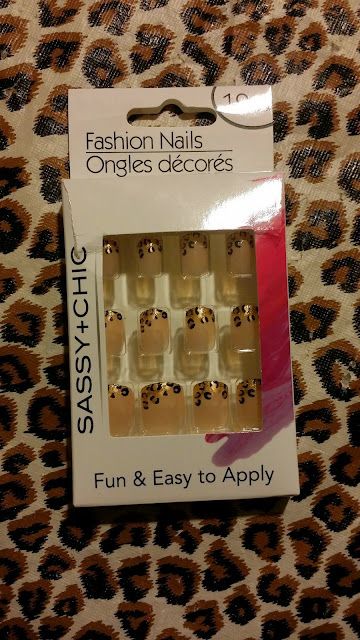 Fashion Nails
Ongles décorés
SASSY+CHIC
Fun & Easy to Apply